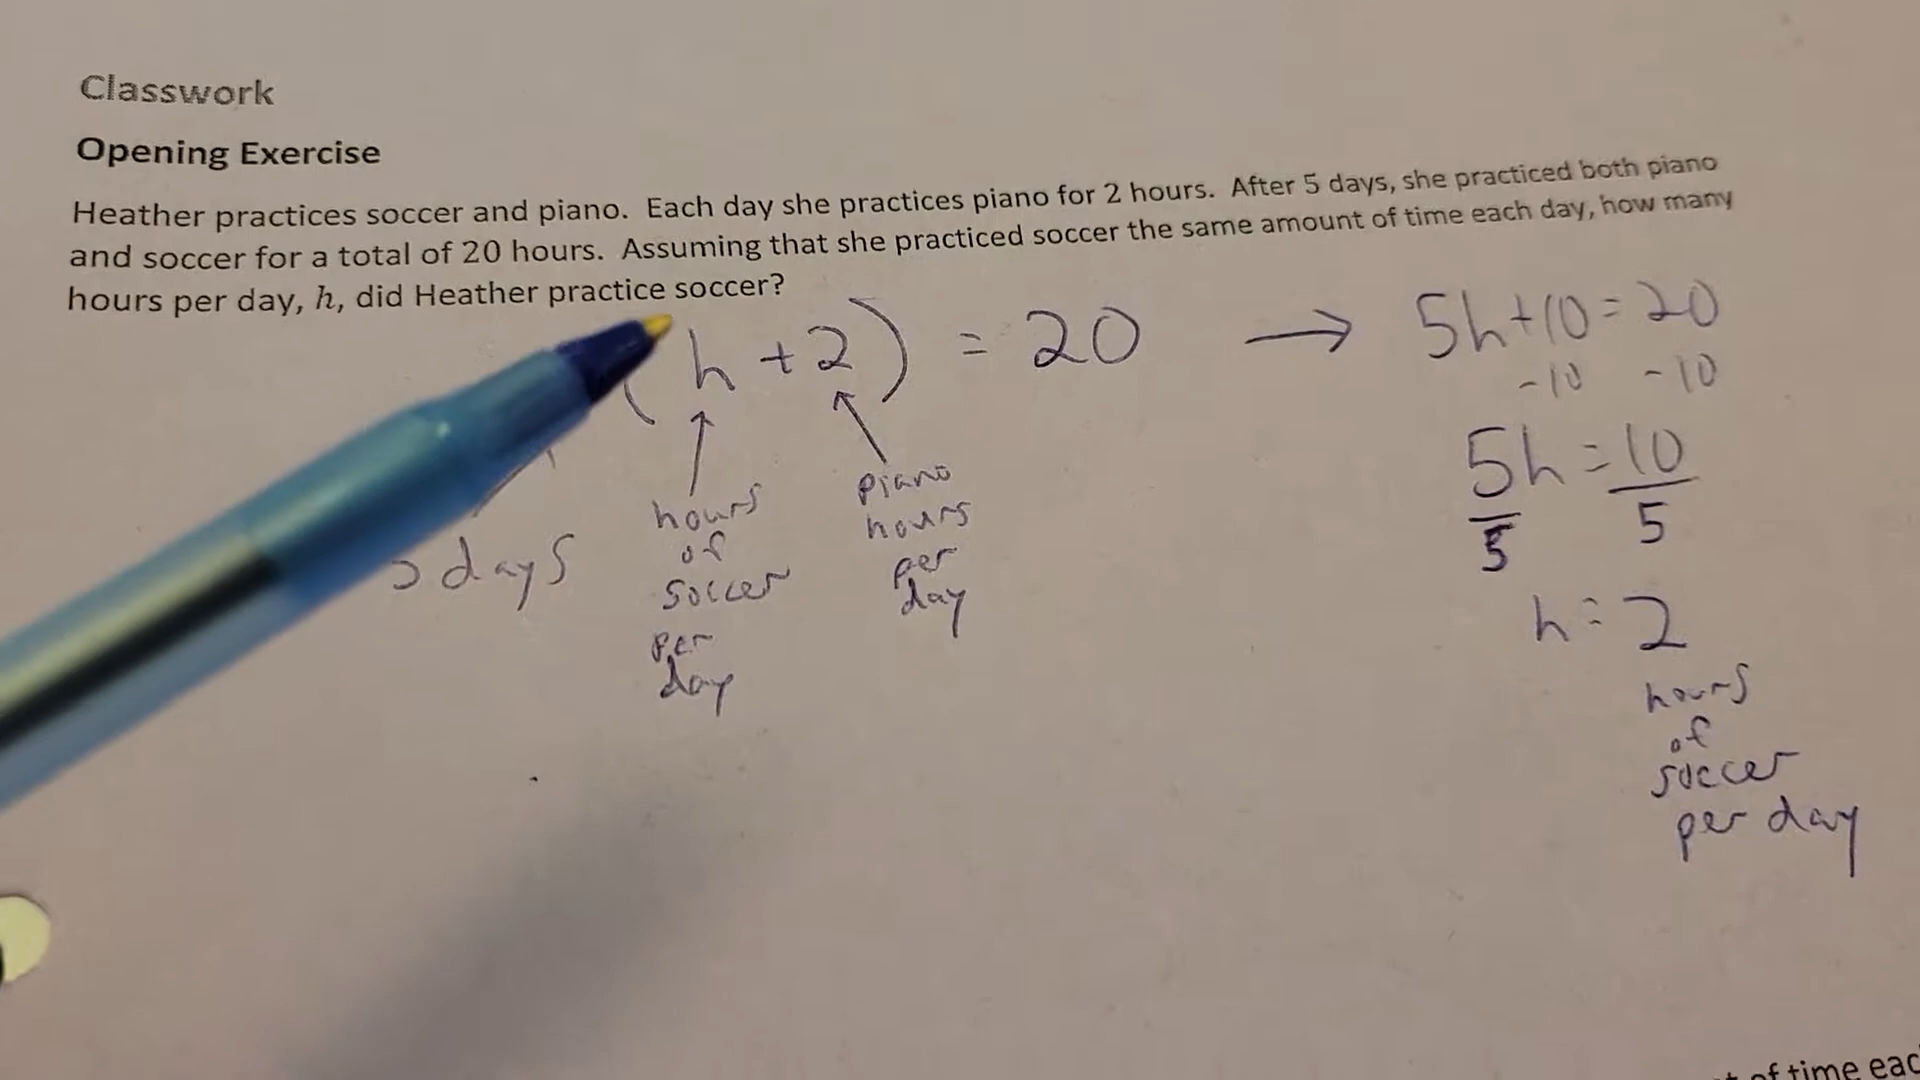 Classwork
Opening Exercise
Heather practices soccer and piano. Each day she practices piano for 2 hours. After 5 days, she practiced both piano
and soccer for a total of 20 hours. Assuming that she practiced soccer the same amount of time each day, how many
hours per day, h, did Heather practice soccer?
(h + 2) = 20 → 5h+10=20
-10 -10
5h = 10
5 5
h = 2
hours
of
soccer
per day
days
hours
of
soccer
per
day
piano
hours
per
day
of time eac